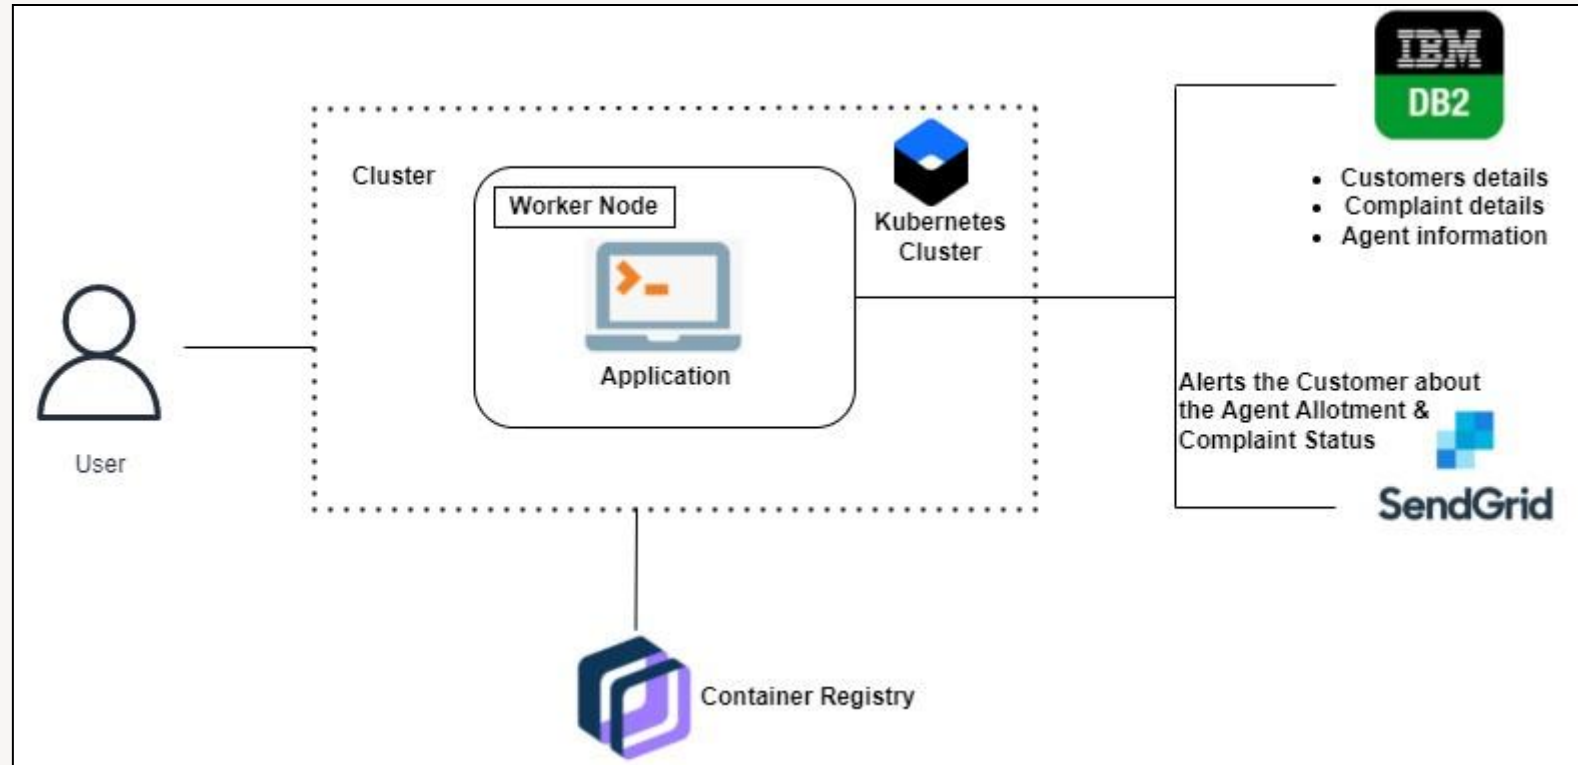 IBM
DB2
• Customers details
• Complaint details
• Agent information
Cluster
Worker Node
Application
Kubernetes
Cluster
User
Alerts the Customer about
the Agent Allotment &
Complaint Status
SendGrid
Container Registry